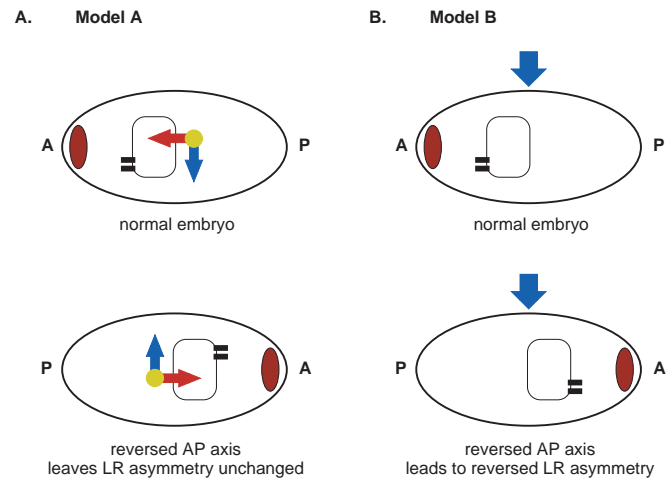 A. Model A
B. Model B
A
P
normal embryo
A
P
normal embryo
P
A
reversed AP axis
leaves LR asymmetry unchanged
P
A
reversed AP axis
leads to reversed LR asymmetry